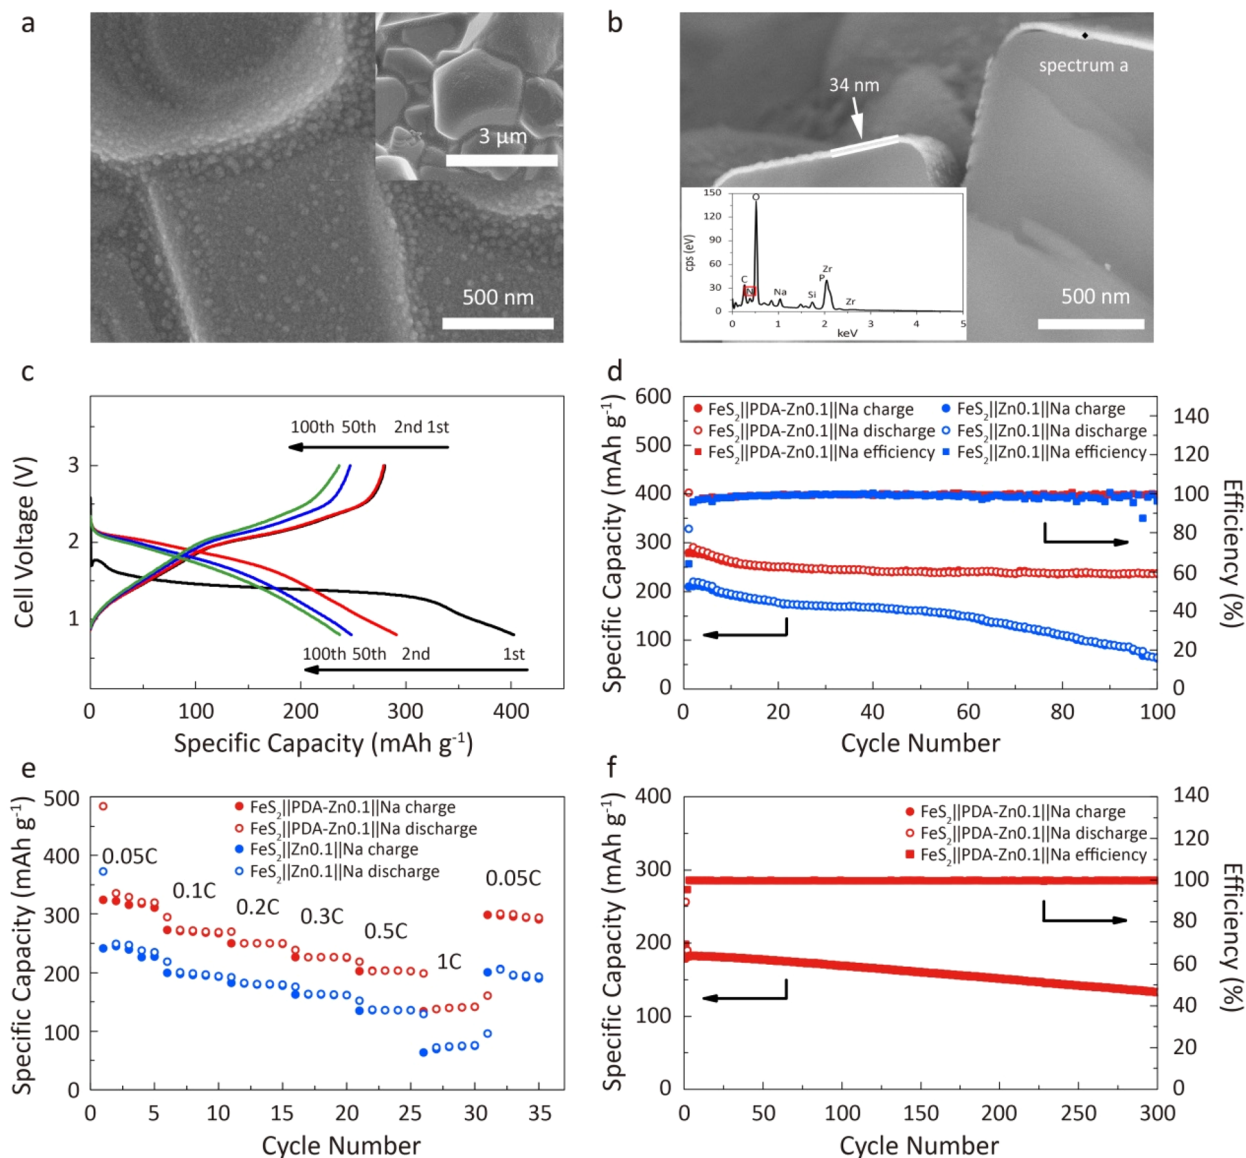 a
3 µm
500 nm
b
spectrum a
34 nm
500 nm
150
120
90
60
30
0
cps (eV)
O
C
N
Na
Si
P
Zr
Zr
0 1 2 3 4 5
keV
c
Cell Voltage (V)
3
2
1
100th 50th 2nd 1st
100th 50th 2nd 1st
0 100 200 300 400
Specific Capacity (mAh g⁻¹)
d
Specific Capacity (mAh g⁻¹)
600
500
400
300
200
100
0
FeS₂||PDA-Zn0.1||Na charge
FeS₂||PDA-Zn0.1||Na discharge
FeS₂||PDA-Zn0.1||Na efficiency
FeS₂||Zn0.1||Na charge
FeS₂||Zn0.1||Na discharge
FeS₂||Zn0.1||Na efficiency
140
120
100
80
60
40
20
0
Efficiency (%)
0 20 40 60 80 100
Cycle Number
e
Specific Capacity (mAh g⁻¹)
500
400
300
200
100
0
FeS₂||PDA-Zn0.1||Na charge
FeS₂||PDA-Zn0.1||Na discharge
FeS₂||Zn0.1||Na charge
FeS₂||Zn0.1||Na discharge
0.05C
0.1C
0.2C
0.3C
0.5C
1C
0.05C
0 5 10 15 20 25 30 35
Cycle Number
f
Specific Capacity (mAh g⁻¹)
400
300
200
100
0
FeS₂||PDA-Zn0.1||Na charge
FeS₂||PDA-Zn0.1||Na discharge
FeS₂||PDA-Zn0.1||Na efficiency
140
120
100
80
60
40
20
0
Efficiency (%)
0 50 100 150 200 250 300
Cycle Number